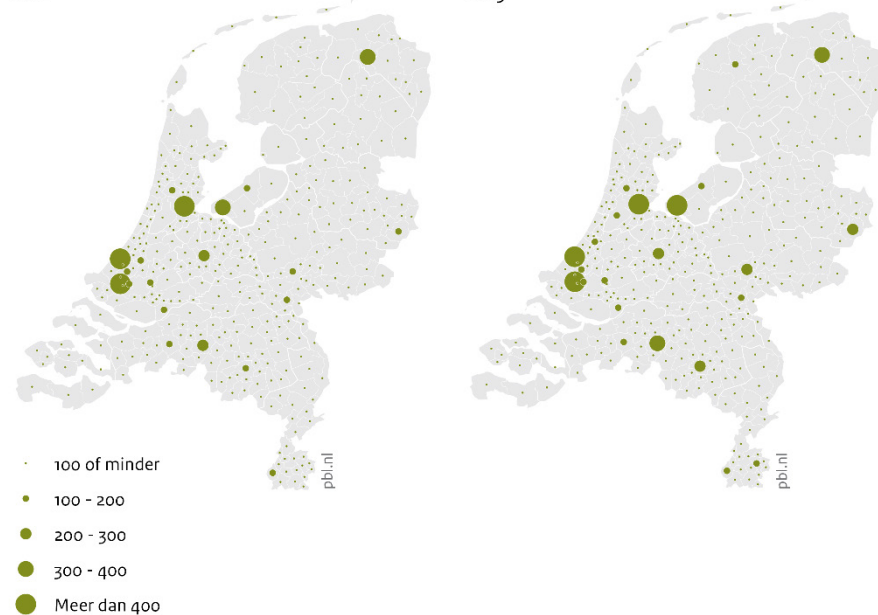 100 of minder
100 - 200
200 - 300
300 - 400
Meer dan 400
pbl.nl
pbl.nl